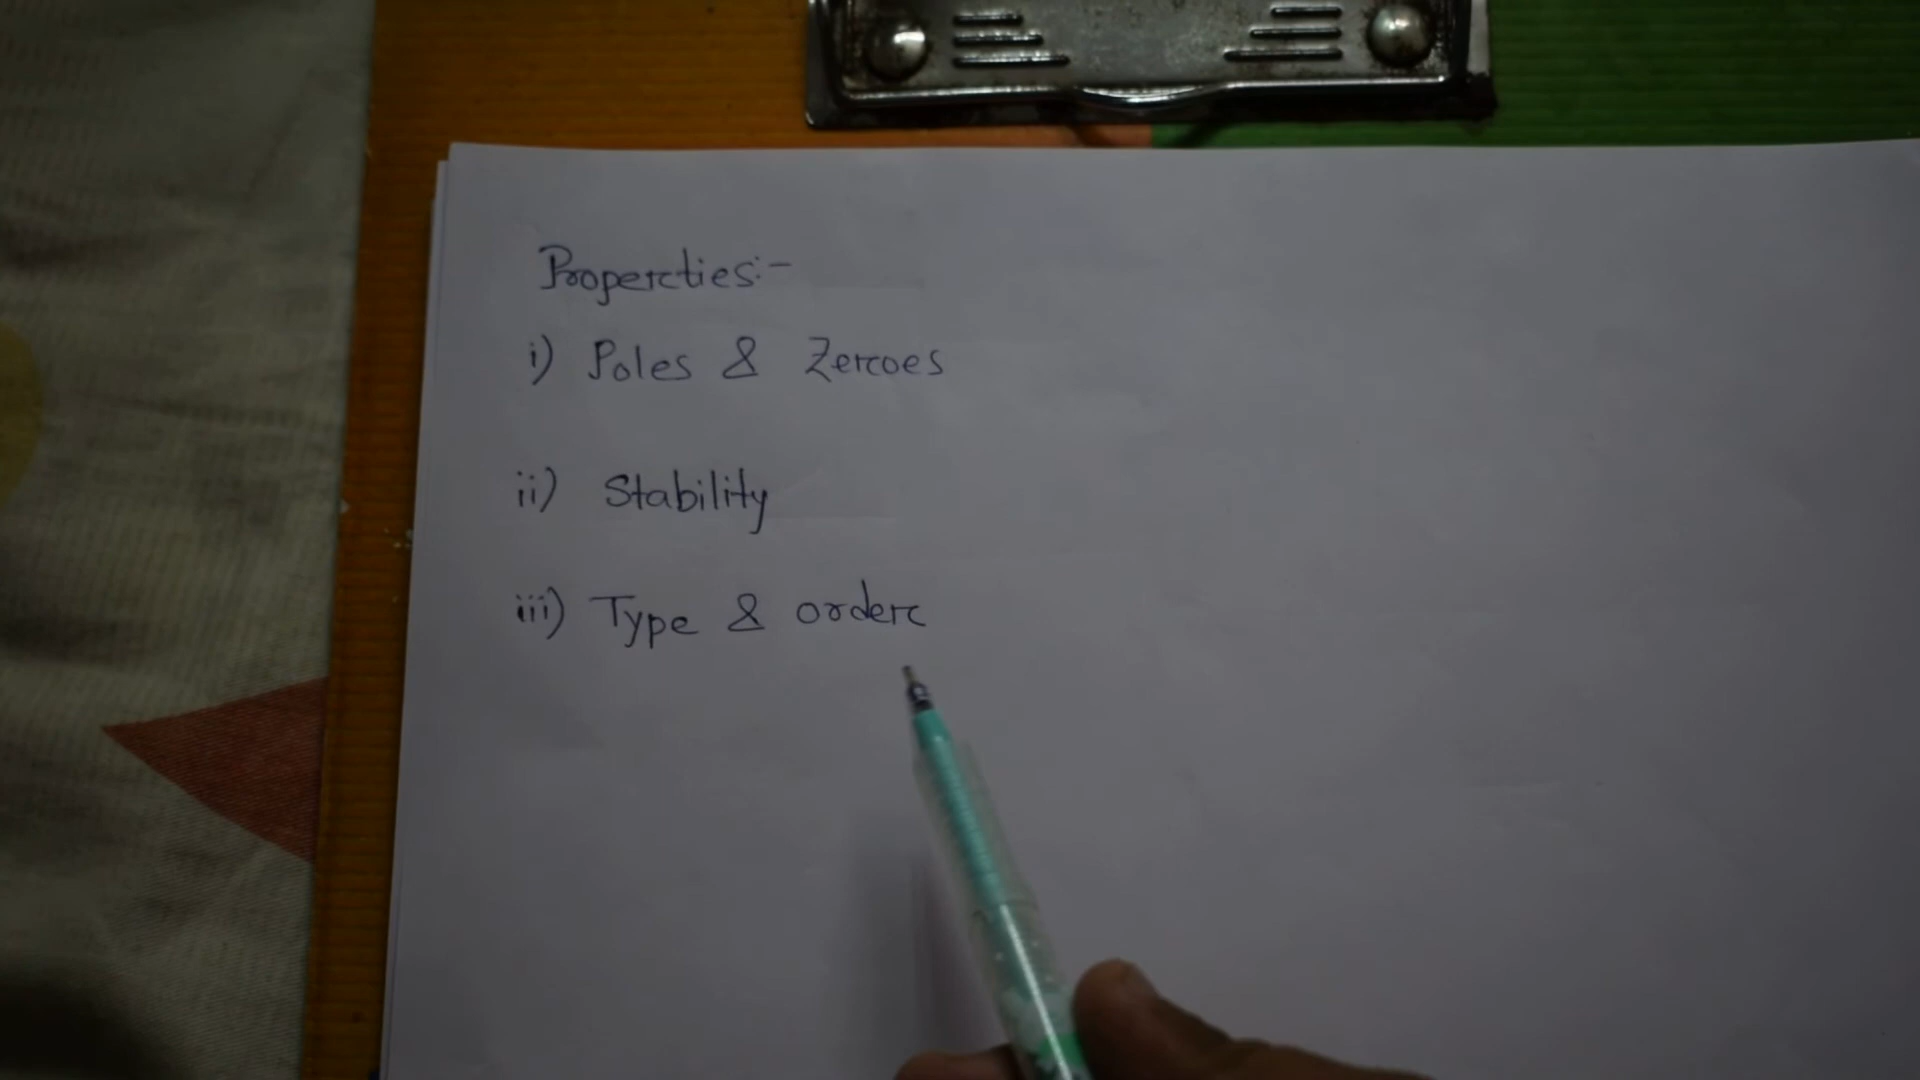 Properties:-
i) Poles & Zeroes
ii) Stability
iii) Type & order